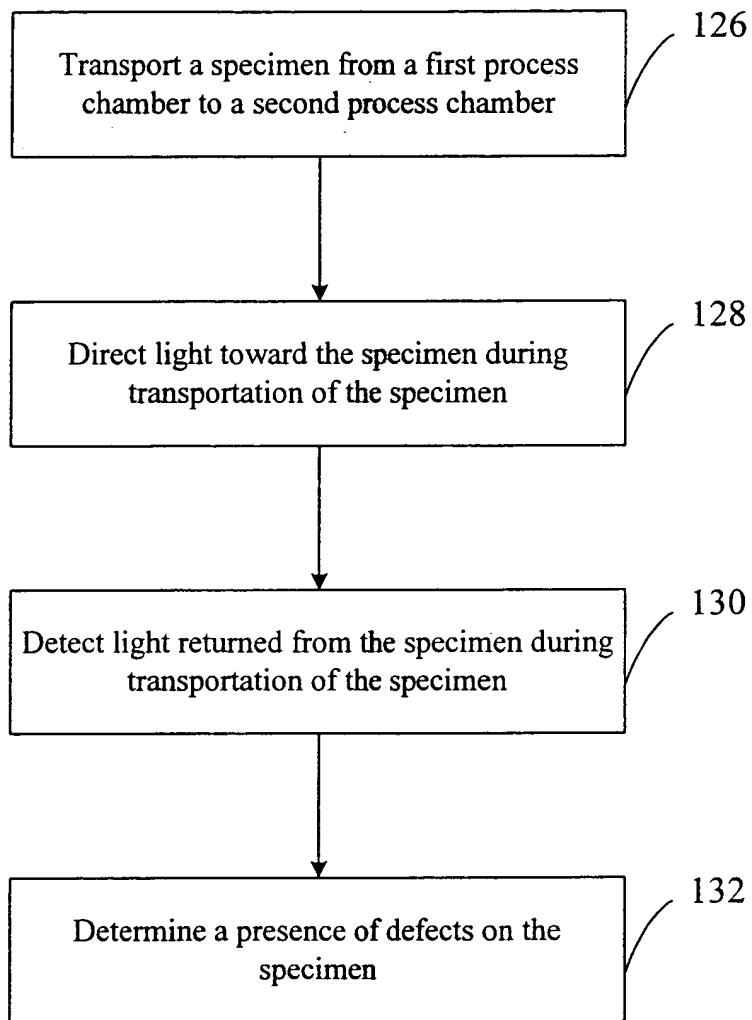 126
Transport a specimen from a first process
chamber to a second process chamber
128
Direct light toward the specimen during
transportation of the specimen
130
Detect light returned from the specimen during
transportation of the specimen
132
Determine a presence of defects on the
specimen